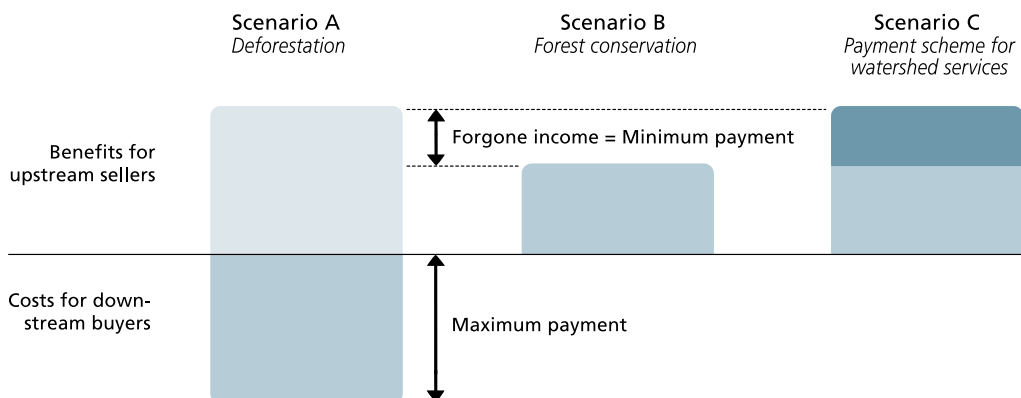 Scenario A
Deforestation
Scenario B
Forest conservation
Scenario C
Payment scheme for
watershed services
Benefits for
upstream sellers
Forgone income = Minimum payment
Costs for down-
stream buyers
Maximum payment